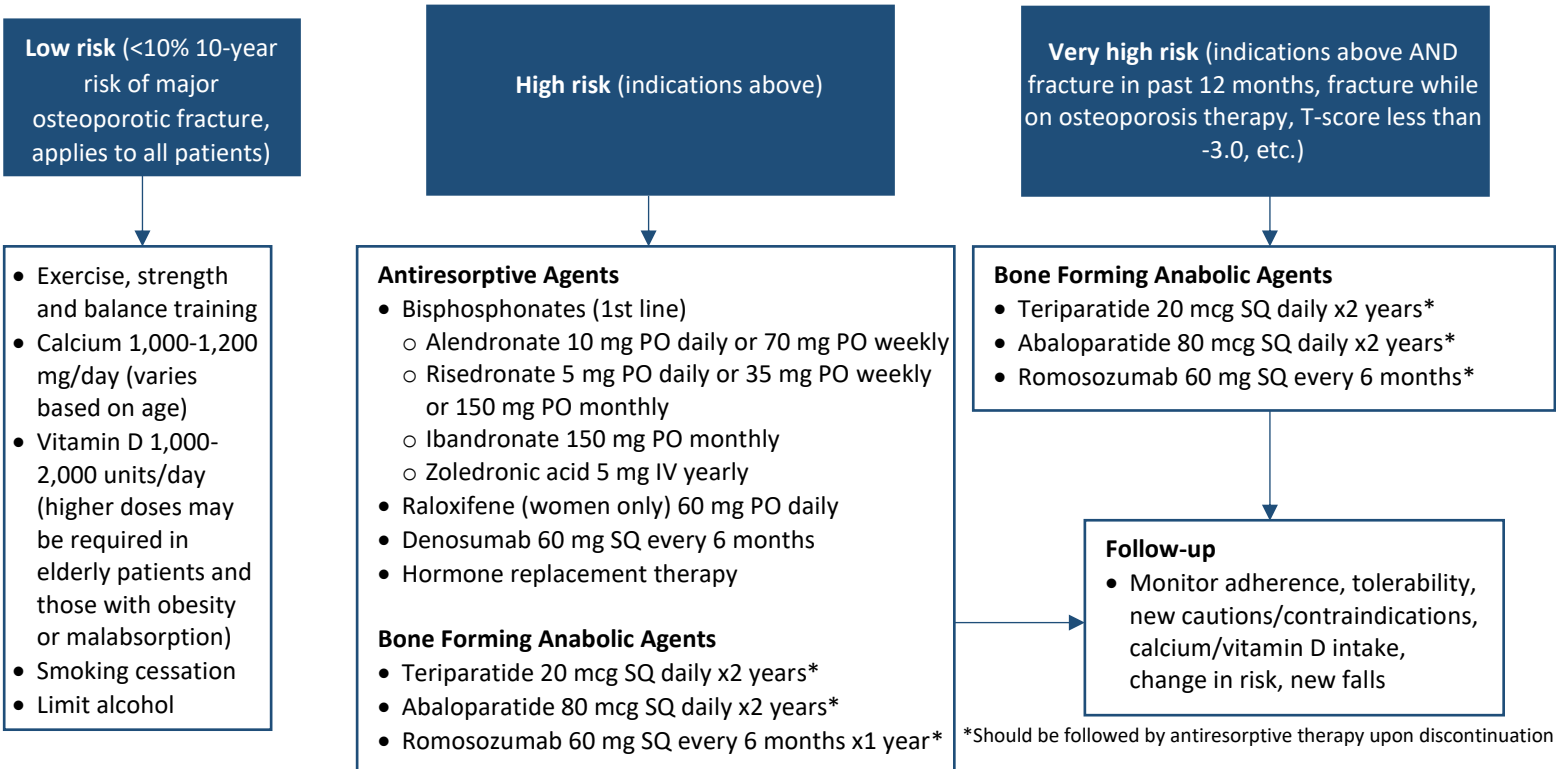 Low risk (<10% 10-year
risk of major
osteoporotic fracture,
applies to all patients)
• Exercise, strength
and balance training
• Calcium 1,000-1,200
mg/day (varies
based on age)
• Vitamin D 1,000-
2,000 units/day
(higher doses may
be required in
elderly patients and
those with obesity
or malabsorption)
• Smoking cessation
• Limit alcohol
High risk (indications above)
Antiresorptive Agents
• Bisphosphonates (1st line)
o Alendronate 10 mg PO daily or 70 mg PO weekly
o Risedronate 5 mg PO daily or 35 mg PO weekly
or 150 mg PO monthly
o Ibandronate 150 mg PO monthly
o Zoledronic acid 5 mg IV yearly
• Raloxifene (women only) 60 mg PO daily
• Denosumab 60 mg SQ every 6 months
• Hormone replacement therapy
Bone Forming Anabolic Agents
• Teriparatide 20 mcg SQ daily x2 years*
• Abaloparatide 80 mcg SQ daily x2 years*
• Romosozumab 60 mg SQ every 6 months x1 year*
Very high risk (indications above AND
fracture in past 12 months, fracture while
on osteoporosis therapy, T-score less than
-3.0, etc.)
Bone Forming Anabolic Agents
• Teriparatide 20 mcg SQ daily x2 years*
• Abaloparatide 80 mcg SQ daily x2 years*
• Romosozumab 60 mg SQ every 6 months*
Follow-up
• Monitor adherence, tolerability,
new cautions/contraindications,
calcium/vitamin D intake,
change in risk, new falls
*Should be followed by antiresorptive therapy upon discontinuation